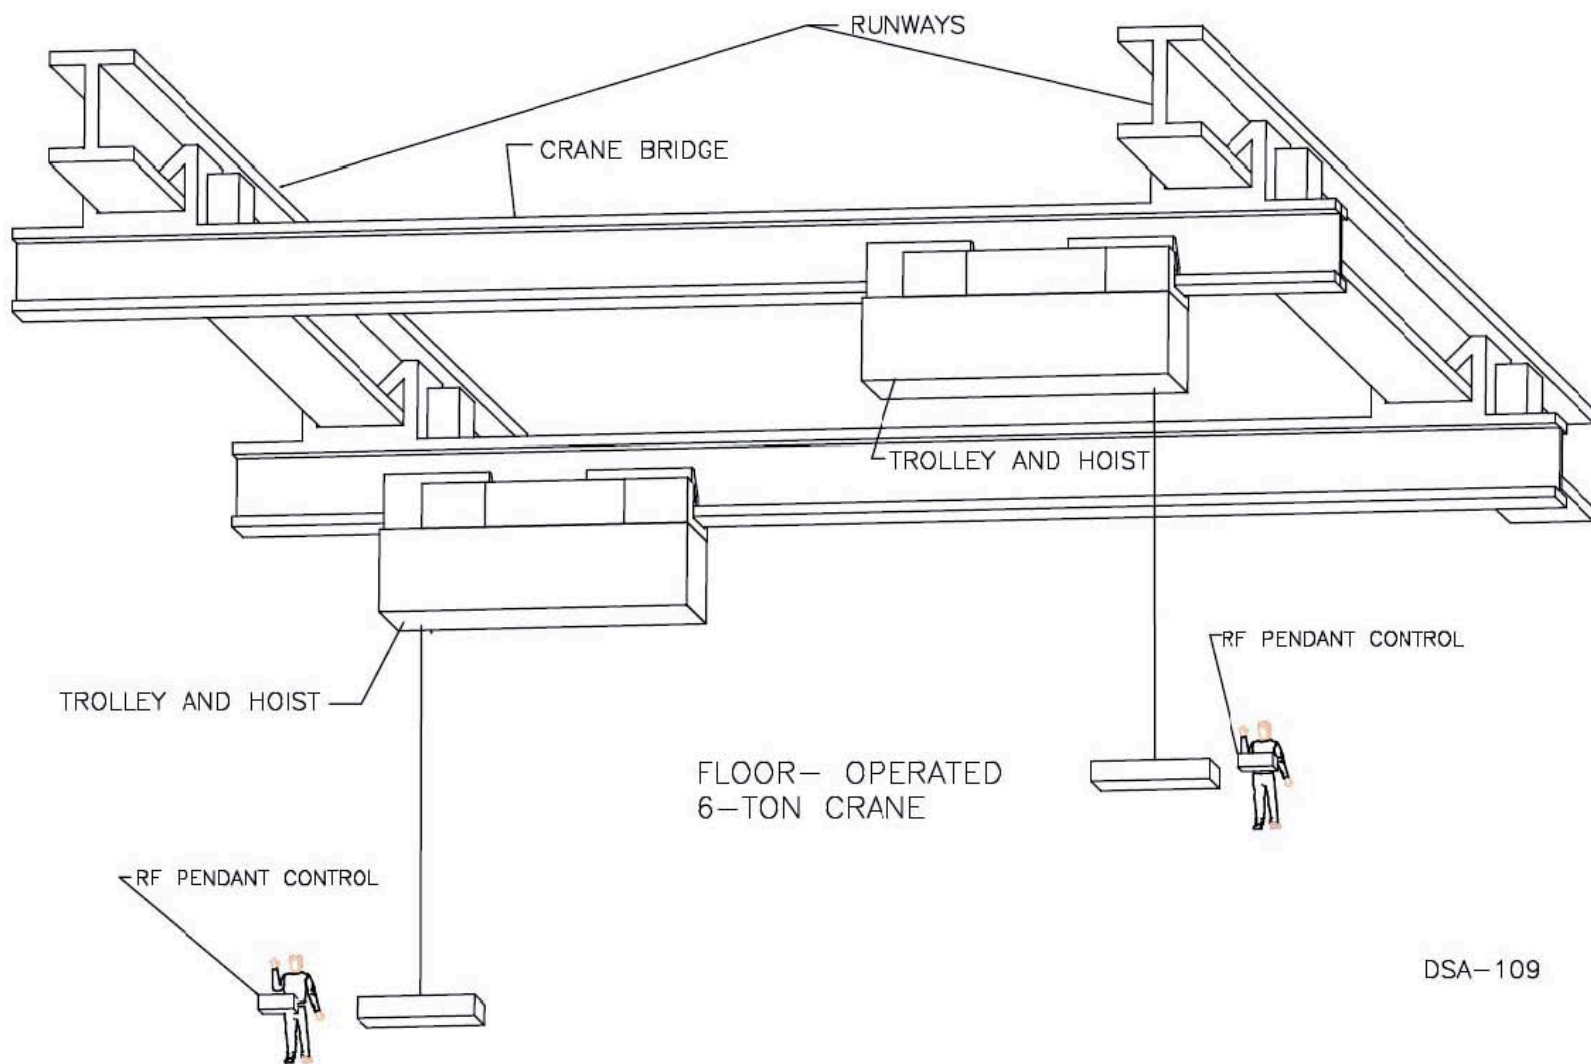 RUNWAYS
CRANE BRIDGE
TROLLEY AND HOIST
RF PENDANT CONTROL
TROLLEY AND HOIST
FLOOR- OPERATED
6-TON CRANE
RF PENDANT CONTROL
DSA-109